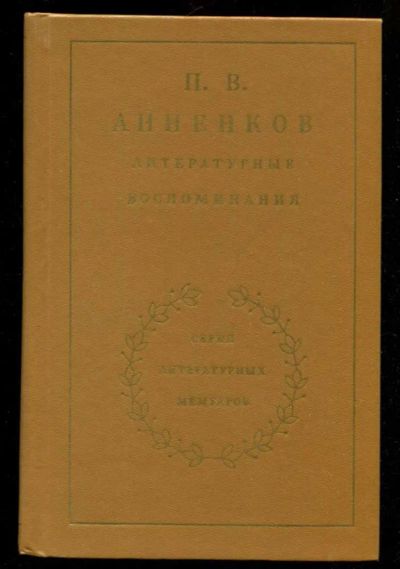 П. В.
АННЕНКОВ
ЛИТЕРАТУРНЫЕ
ВОСПОМИНАНИЯ
СЕРИЯ
ЛИТЕРАТУРНЫХ
МЕМУАРОВ